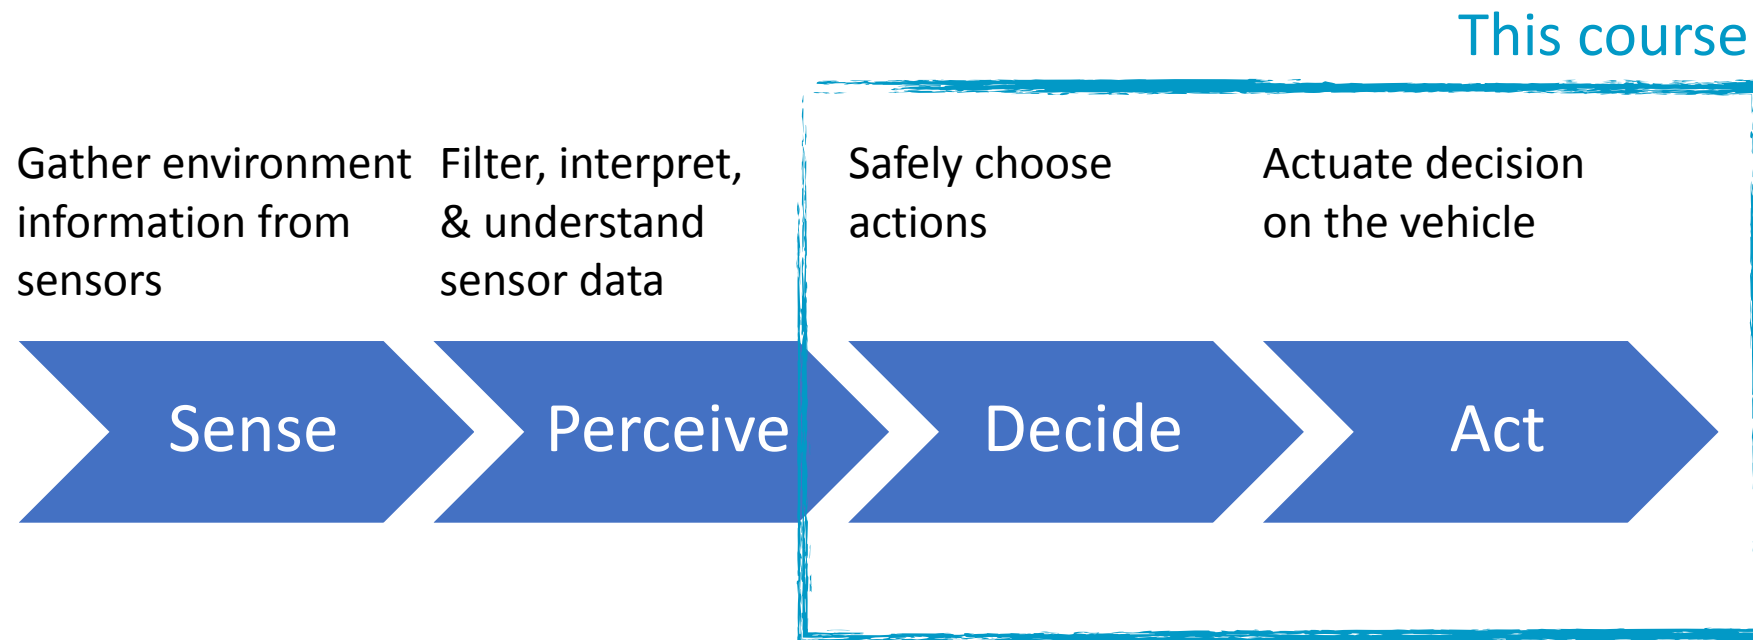 This course
Gather environment
information from
sensors
Filter, interpret,
& understand
sensor data
Safely choose
actions
Actuate decision
on the vehicle
Sense
Perceive
Decide
Act